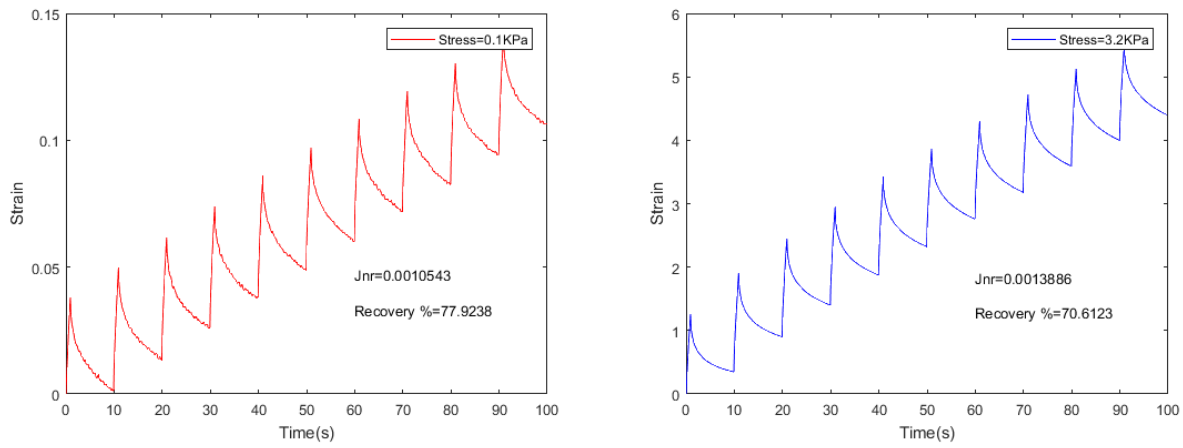 0.15
0.1
0.05
0
Strain
Stress=0.1KPa
Jnr=0.0010543
Recovery %=77.9238
0 10 20 30 40 50 60 70 80 90 100
Time(s)
6
5
4
3
2
1
0
Strain
Stress=3.2KPa
Jnr=0.0013886
Recovery %=70.6123
0 10 20 30 40 50 60 70 80 90 100
Time(s)